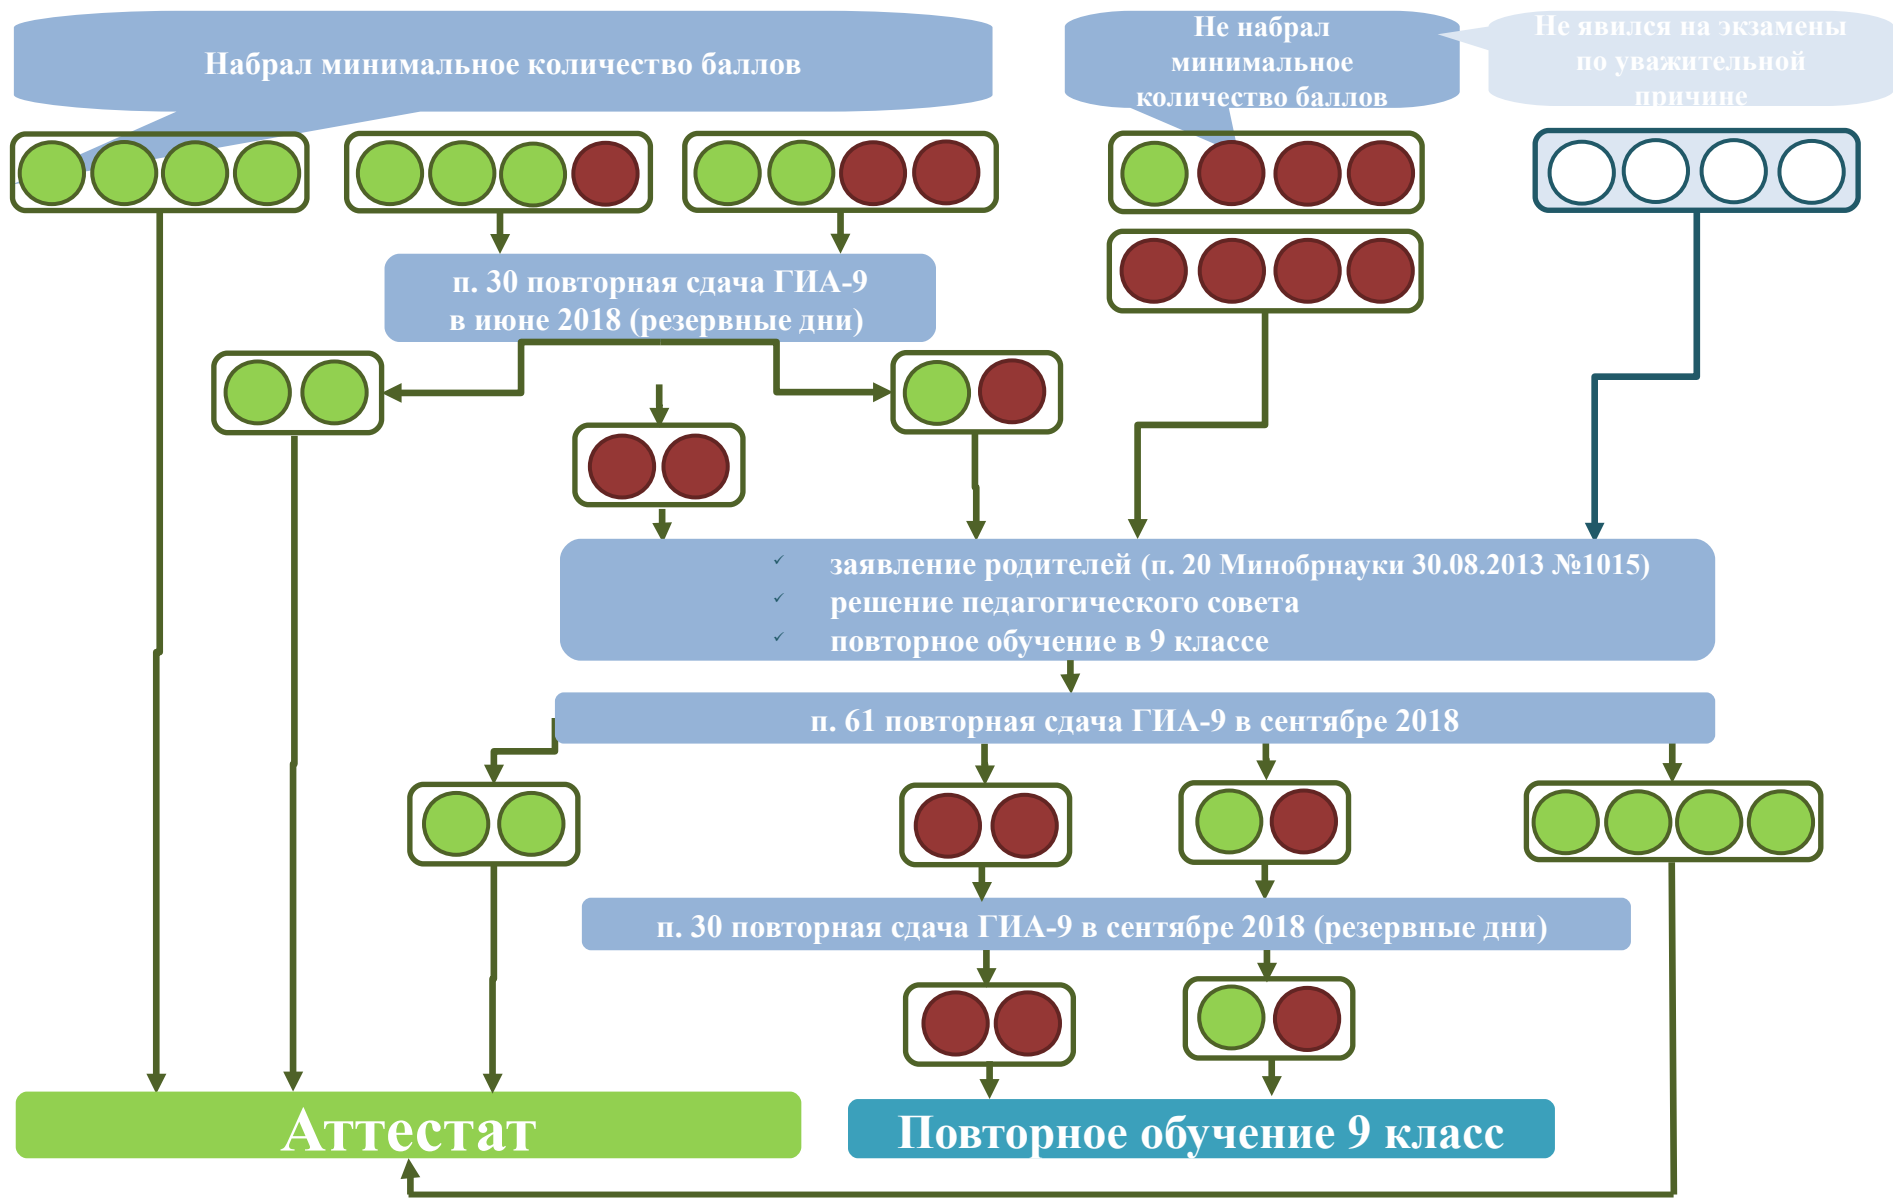 Набрал минимальное количество баллов
Не набрал
минимальное
количество баллов
Не явился на экзамены
по уважительной
причине
п. 30 повторная сдача ГИА-9
в июне 2018 (резервные дни)
✓ заявление родителей (п. 20 Минобрнауки 30.08.2013 №1015)
✓ решение педагогического совета
✓ повторное обучение в 9 классе
п. 61 повторная сдача ГИА-9 в сентябре 2018
п. 30 повторная сдача ГИА-9 в сентябре 2018 (резервные дни)
Аттестат
Повторное обучение 9 класс